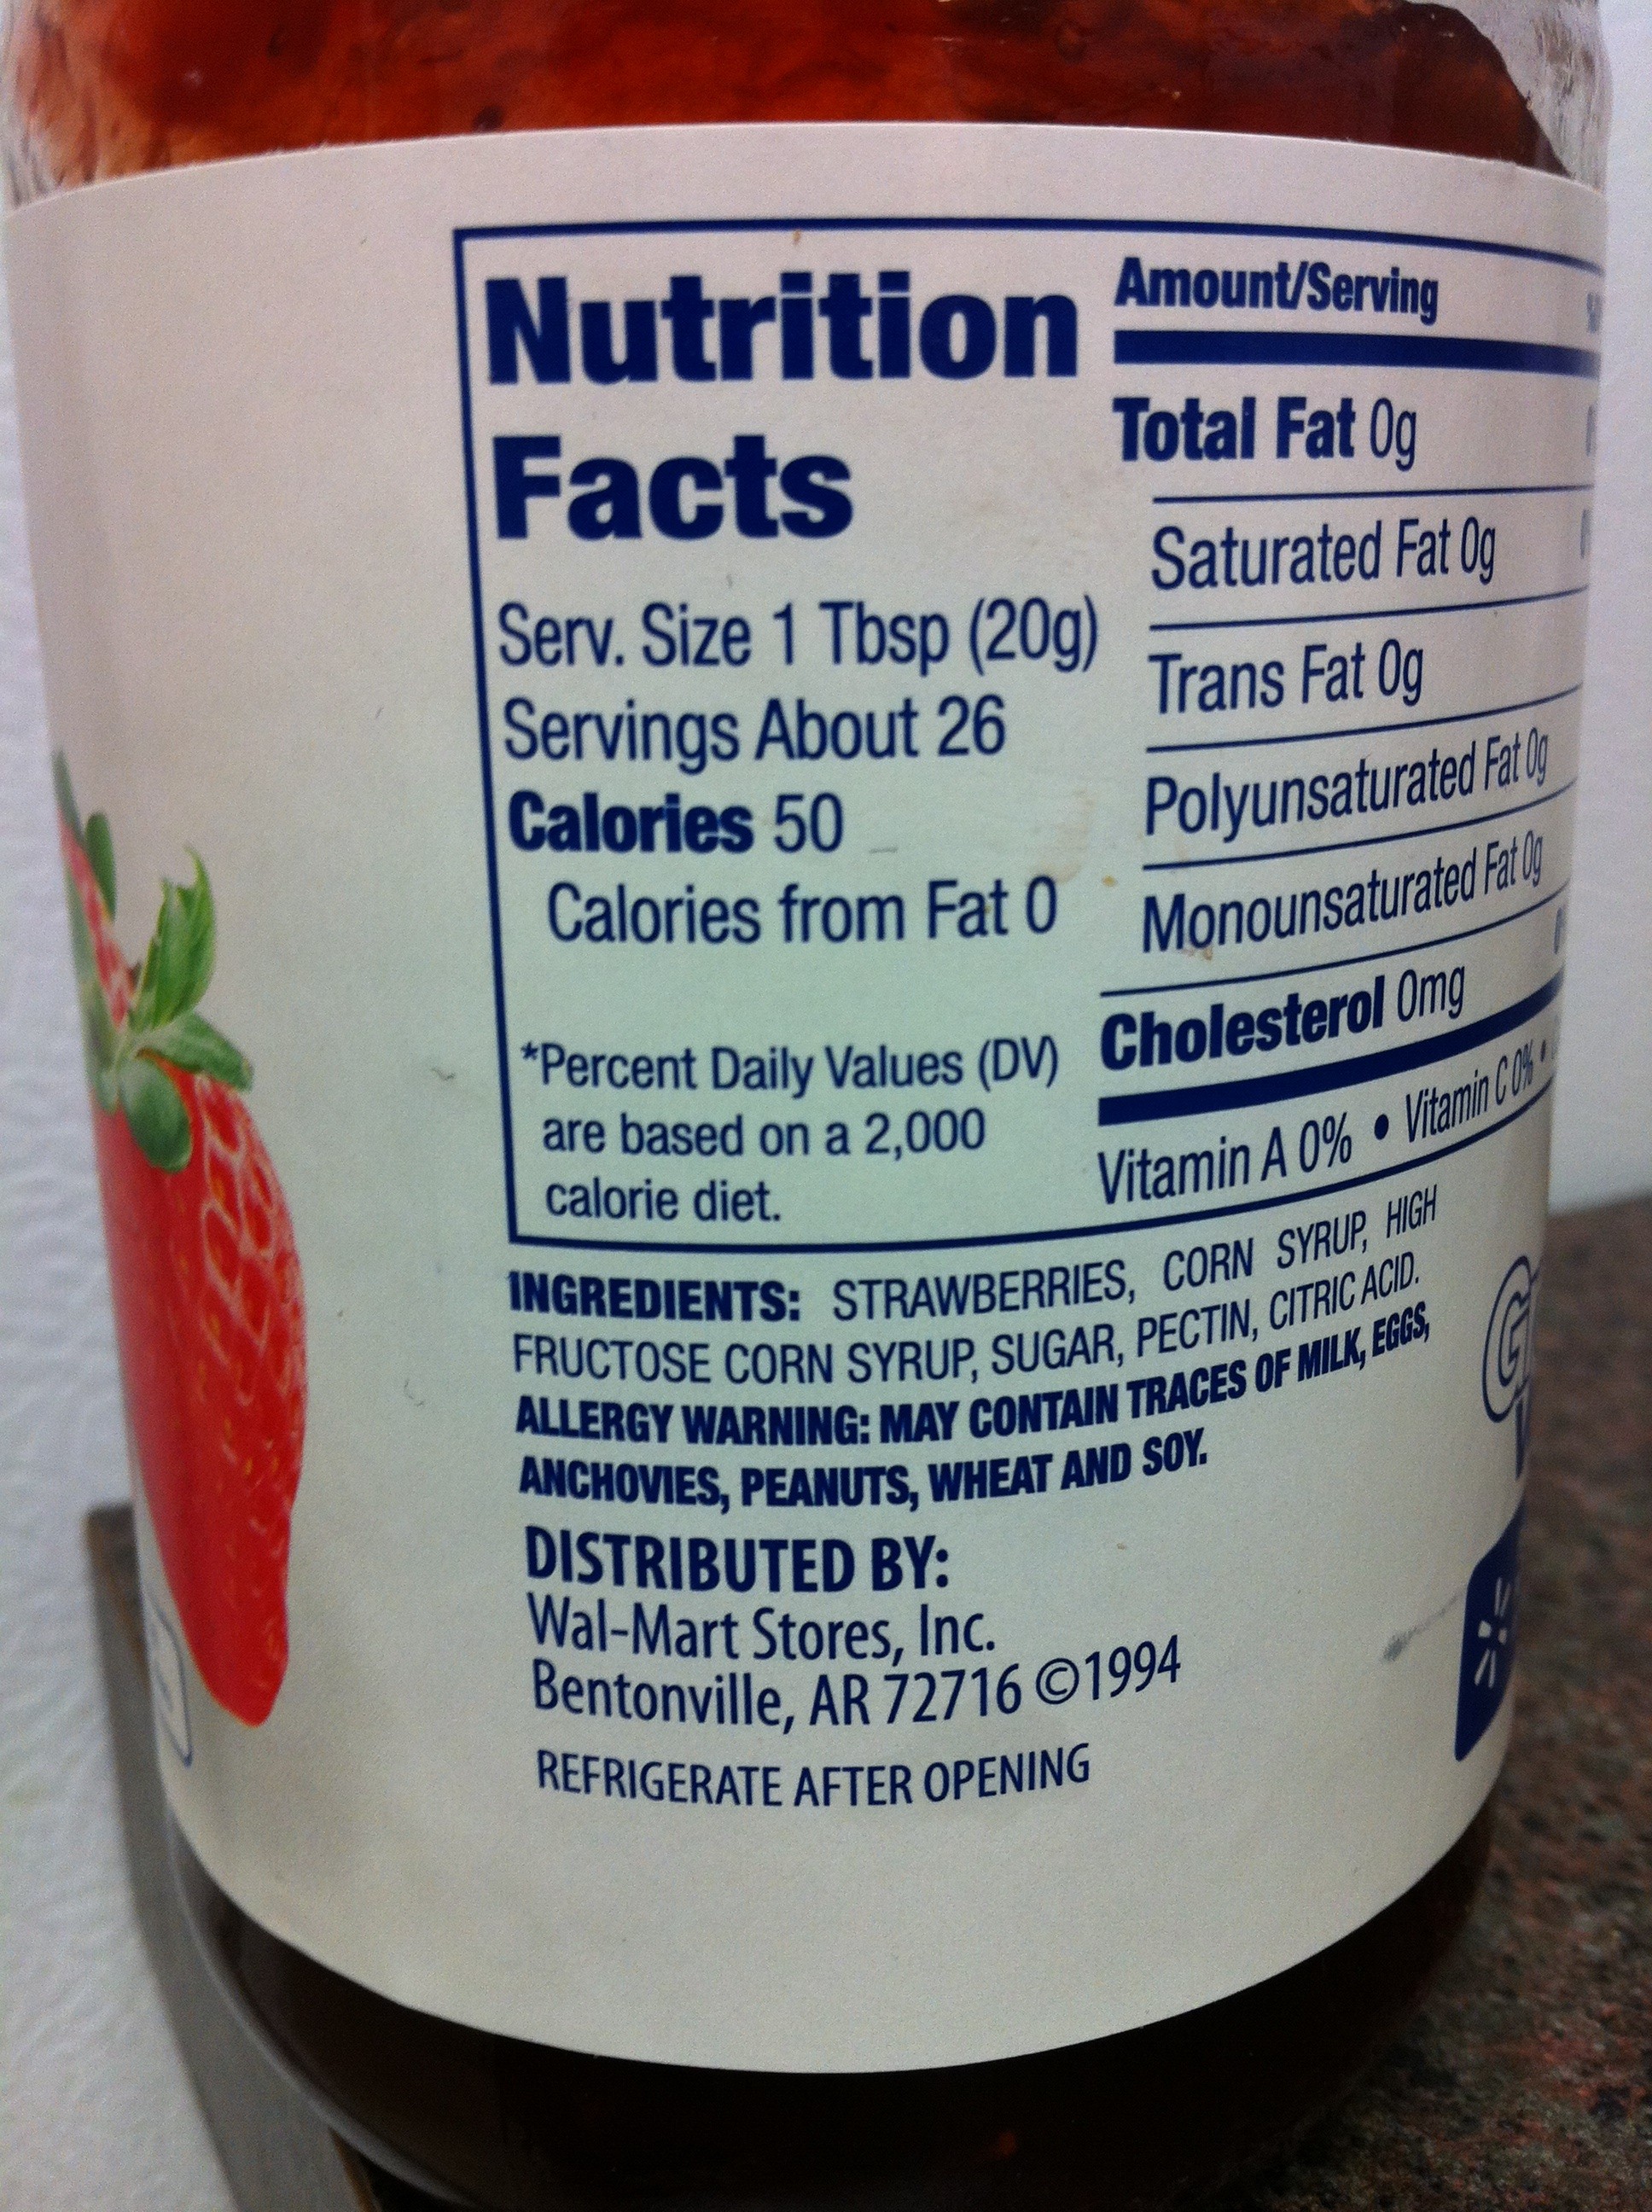 Nutrition
Facts
Serv. Size 1 Tbsp (20g)
Servings About 26
Calories 50
Calories from Fat 0
*Percent Daily Values (DV)
are based on a 2,000
calorie diet.
Amount/Serving
Total Fat 0g
Saturated Fat 0g
Trans Fat 0g
Polyunsaturated Fat 0g
Monounsaturated Fat 0g
Cholesterol 0mg
Vitamin A 0% • Vitamin C 0% •
INGREDIENTS: STRAWBERRIES, CORN SYRUP, HIGH
FRUCTOSE CORN SYRUP, SUGAR, PECTIN, CITRIC ACID.
ALLERGY WARNING: MAY CONTAIN TRACES OF MILK, EGGS,
ANCHOVIES, PEANUTS, WHEAT AND SOY.
DISTRIBUTED BY:
Wal-Mart Stores, Inc.
Bentonville, AR 72716 ©1994
REFRIGERATE AFTER OPENING